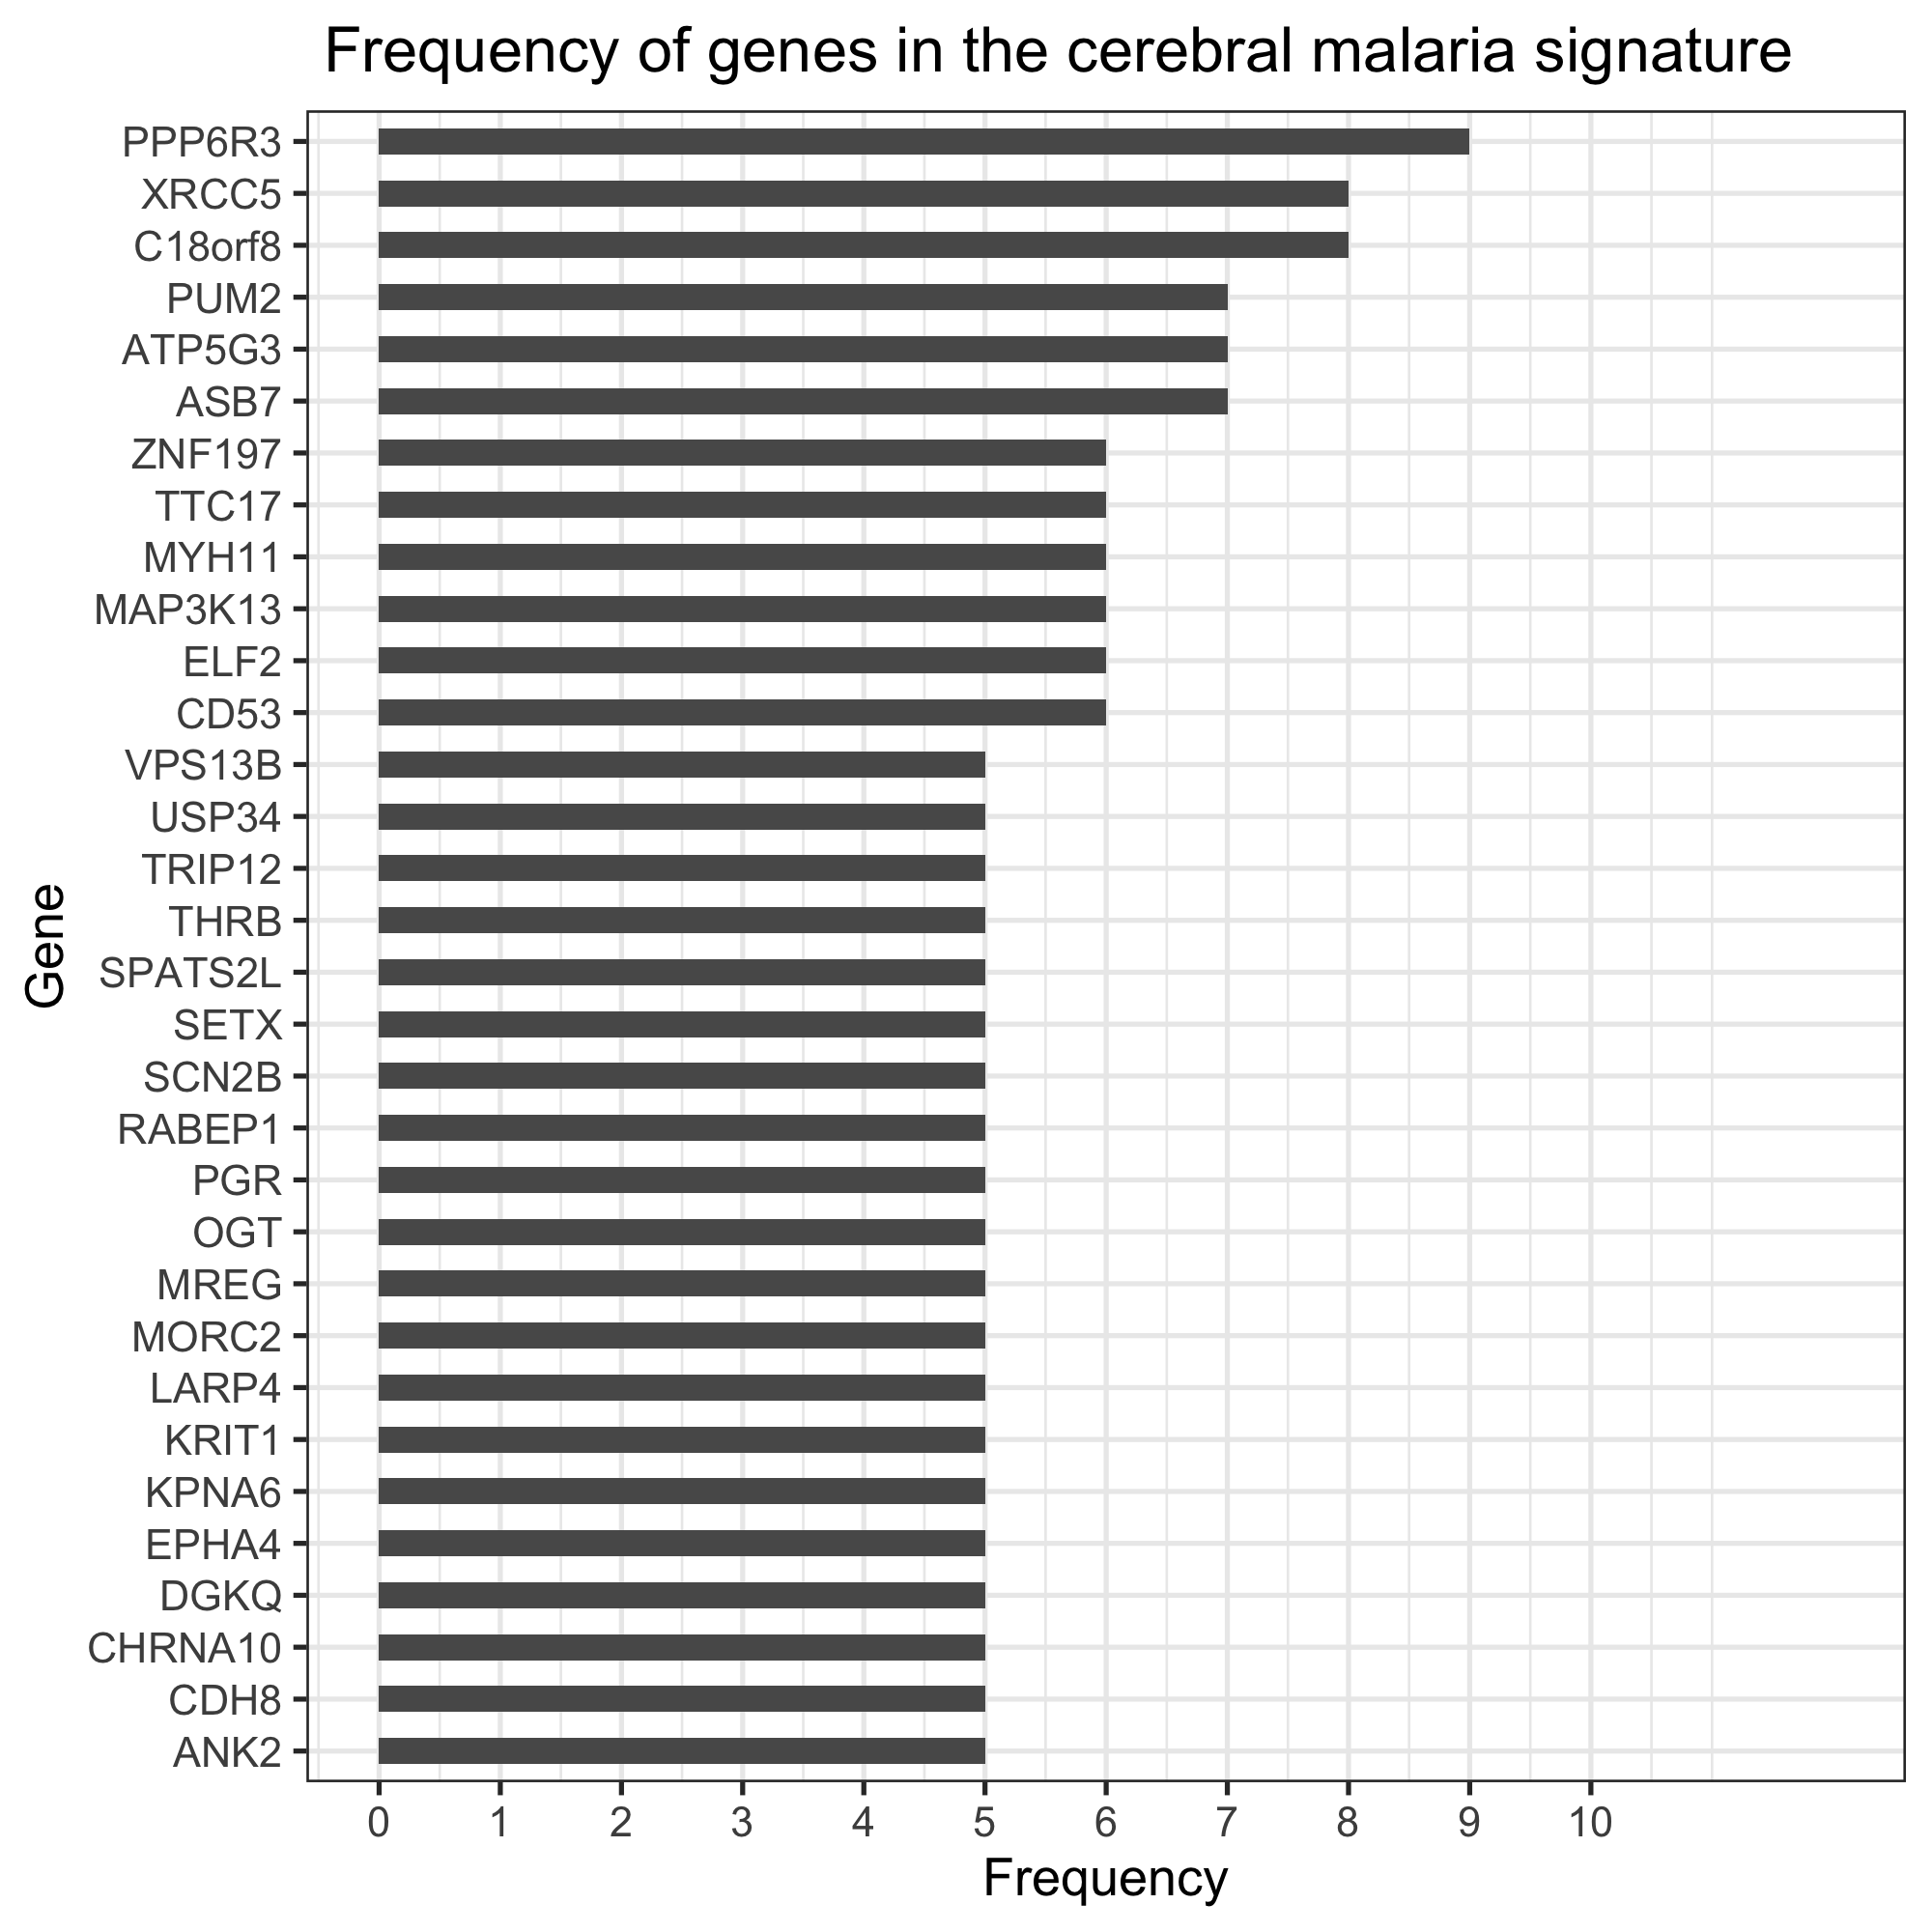 Frequency of genes in the cerebral malaria signature
PPP6R3
XRCC5
C18orf8
PUM2
ATP5G3
ASB7
ZNF197
TTC17
MYH11
MAP3K13
ELF2
CD53
VPS13B
USP34
TRIP12
THRB
SPATS2L
SETX
SCN2B
RABEP1
PGR
OGT
MREG
MORC2
LARP4
KRIT1
KPNA6
EPHA4
DGKQ
CHRNA10
CDH8
ANK2
Gene
0 1 2 3 4 5 6 7 8 9 10
Frequency